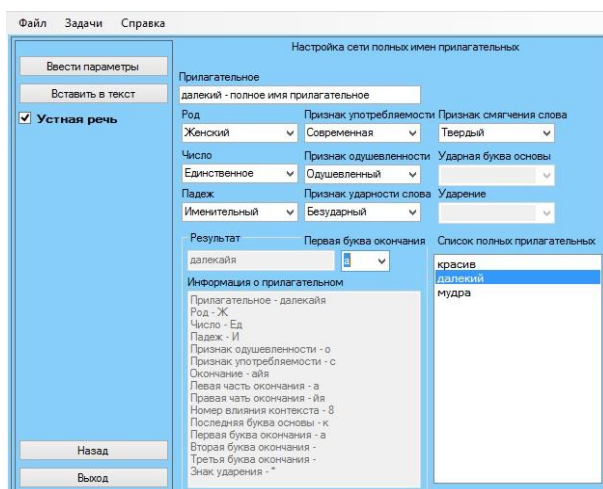 Файл Задачи Справка
Настройка сети полных имен прилагательных
Ввести параметры
Вставить в текст
Устная речь
Прилагательное
далекий - полное имя прилагательное
Род Признак употребляемости Признак смягчения слова
Женский Современная Твердый
Число Признак одушевленности Ударная буква основы
Единственное Одушевленный
Падеж Признак ударности слова Ударение
Именительный Безударный
Результат Первая буква окончания Список полных прилагательных
далекайя а
красив
далекий
мудра
Информация о прилагательном
Прилагательное - далекайя
Род - Ж
Число - Ед
Падеж - И
Признак одушевленности - о
Признак употребляемости - с
Окончание - айя
Левая часть окончания - а
Правая чать окончания - йя
Номер влияния контекста - 8
Последняя буква основы - к
Первая буква окончания - а
Вторая буква окончания -
Третья буква окончания -
Знак ударения - *
Назад
Выход